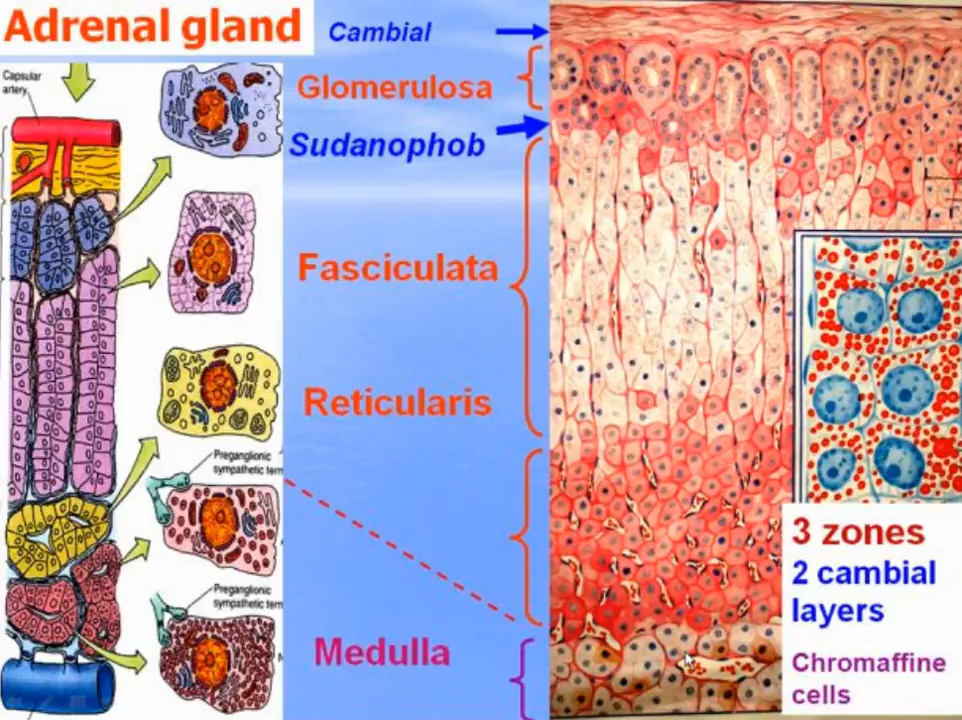 Adrenal gland
Cambial
Capsular
artery
Glomerulosa
Sudanophob
Fasciculata
Reticularis
Preganglionic
sympathetic term
Preganglionic
sympathetic term
Medulla
3 zones
2 cambial
layers
Chromaffine
cells